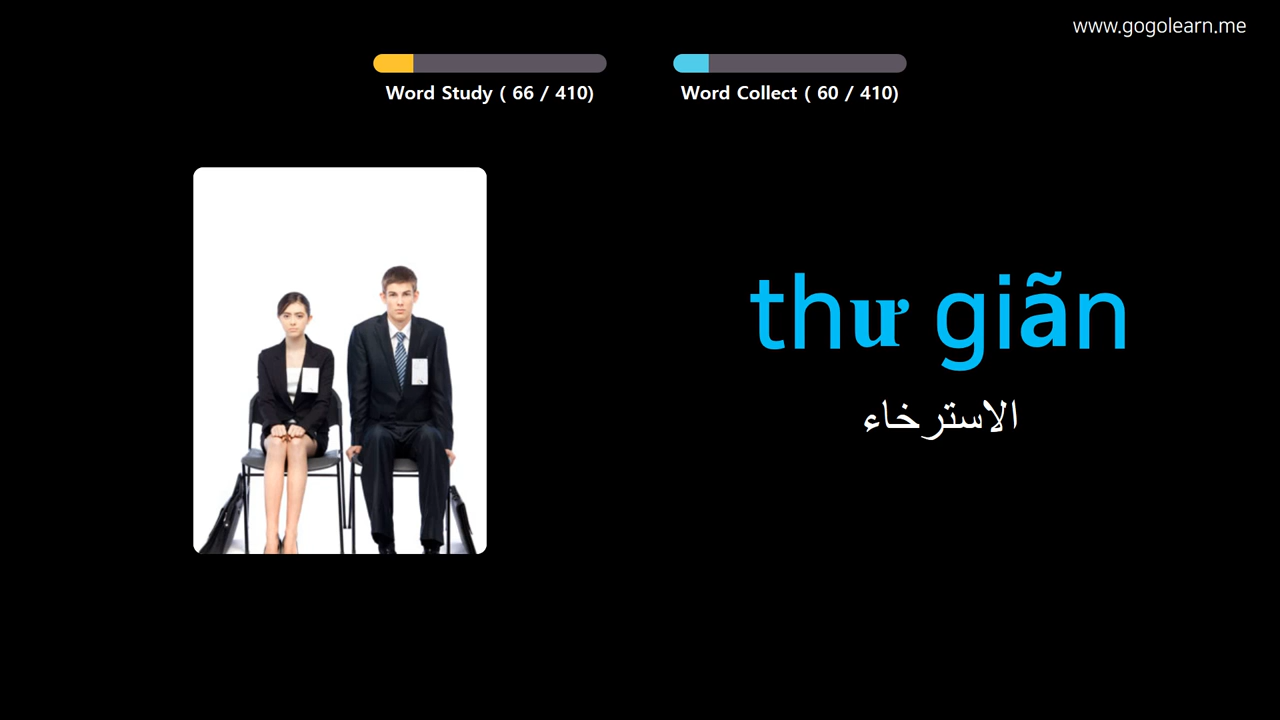 www.gogolearn.me
Word Study ( 66 / 410)
Word Collect ( 60 / 410)
thư giãn
الاسترخاء